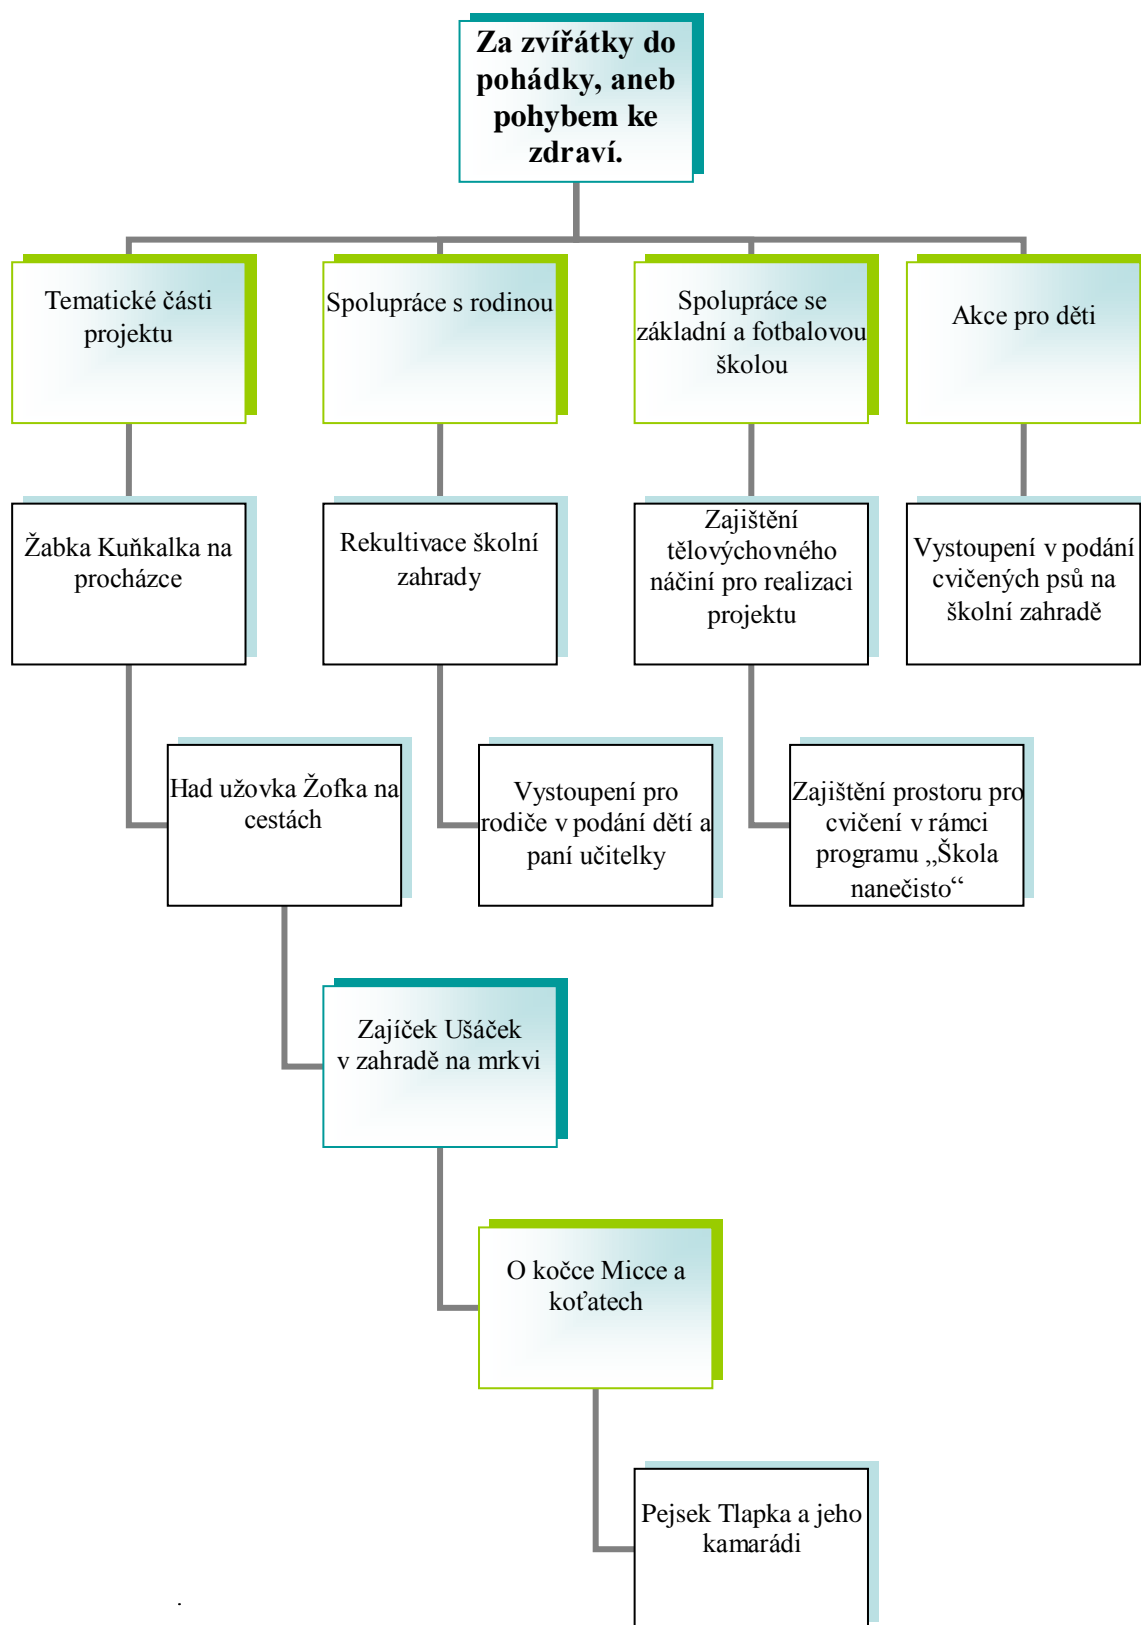 Za zvířátky do
pohádky, aneb
pohybem ke
zdraví.
Tematické části
projektu
Spolupráce s rodinou
Spolupráce se
základní a fotbalovou
školou
Akce pro děti
Žabka Kuňkalka na
procházce
Rekultivace školní
zahrady
Zajištění
tělovýchovného
náčiní pro realizaci
projektu
Vystoupení v podání
cvičených psů na
školní zahradě
Had užovka Žofka na
cestách
Vystoupení pro
rodiče v podání dětí a
paní učitelky
Zajištění prostoru pro
cvičení v rámci
programu „Škola
nanečisto“
Zajíček Ušáček
v zahradě na mrkvi
O kočce Micce a
koťatech
Pejsek Tlapka a jeho
kamarádi
.